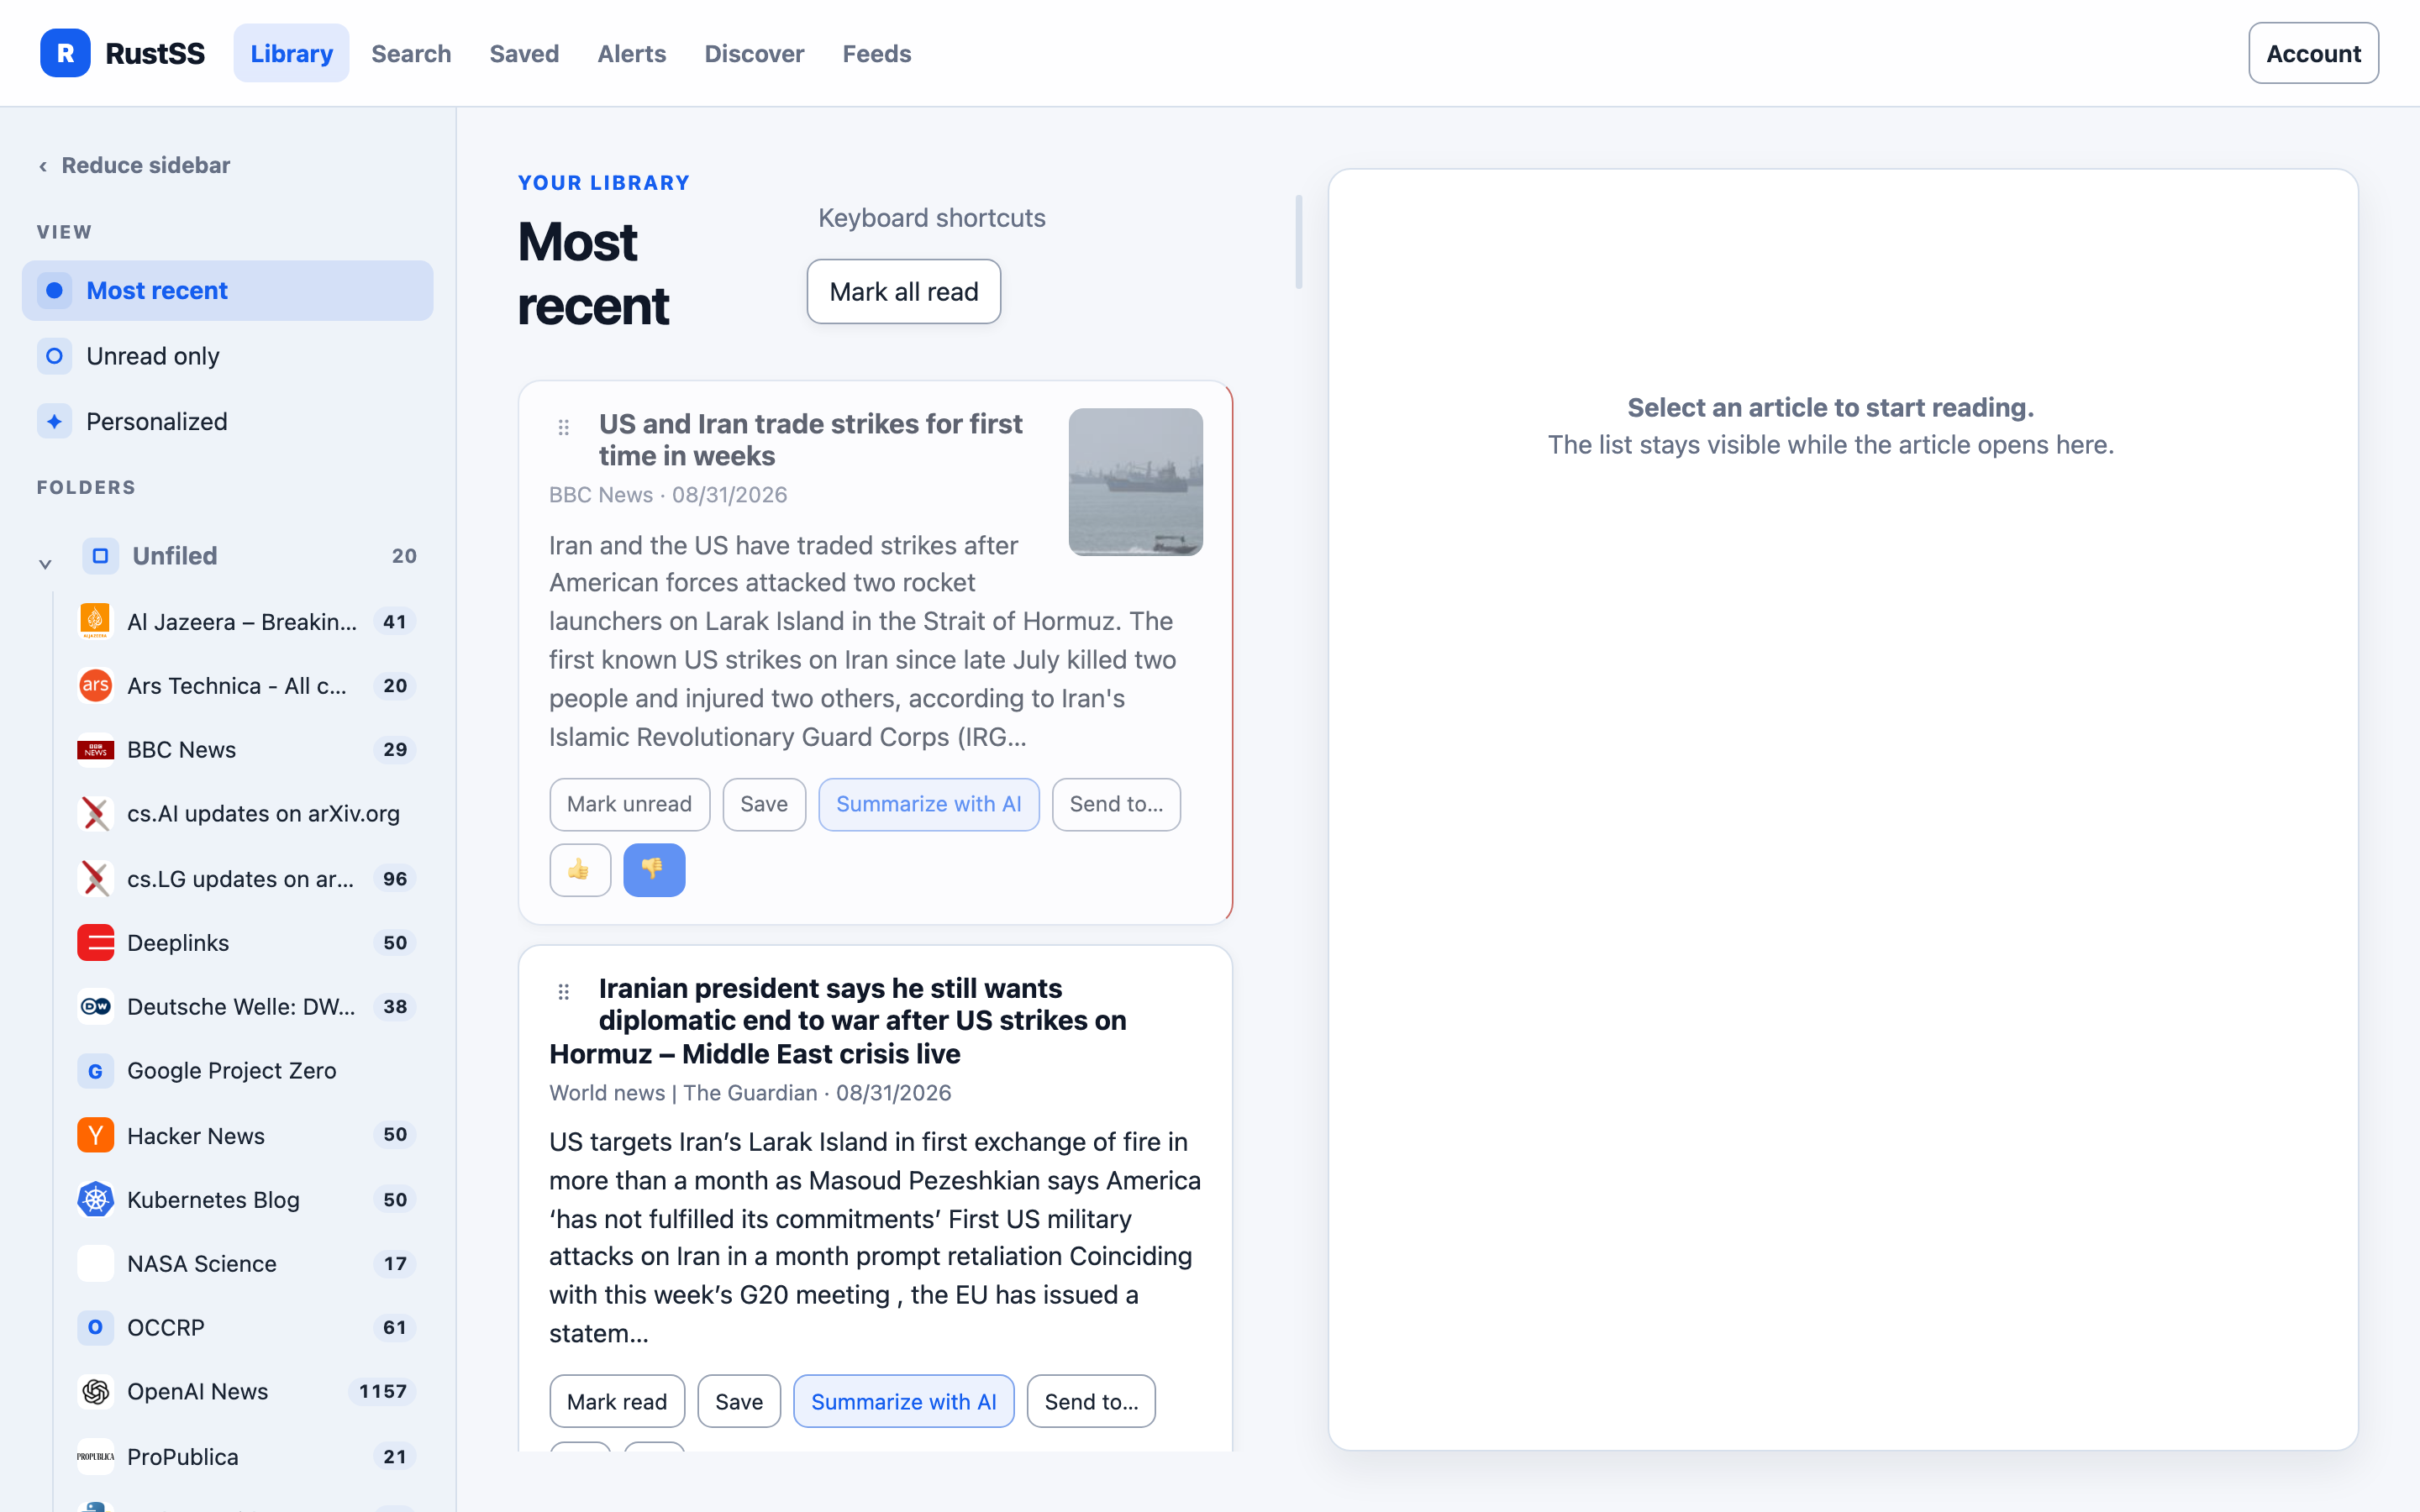 R RustSS Library Search Saved Alerts Discover Feeds Account
‹ Reduce sidebar
VIEW
Most recent
Unread only
Personalized
FOLDERS
Unfiled 20
Al Jazeera – Breakin... 41
ars Ars Technica - All c... 20
BBC NEWS BBC News 29
cs.AI updates on arXiv.org
cs.LG updates on ar... 96
Deeplinks 50
DW Deutsche Welle: DW... 38
G Google Project Zero
Y Hacker News 50
Kubernetes Blog 50
NASA Science 17
O OCCRP 61
OpenAI News 1157
PROPUBLICA ProPublica 21
YOUR LIBRARY
Most
recent
Keyboard shortcuts
Mark all read
US and Iran trade strikes for first
time in weeks
BBC News · 08/31/2026
Iran and the US have traded strikes after
American forces attacked two rocket
launchers on Larak Island in the Strait of Hormuz. The
first known US strikes on Iran since late July killed two
people and injured two others, according to Iran's
Islamic Revolutionary Guard Corps (IRG...
Mark unread Save Summarize with AI Send to...
👍 👎
Iranian president says he still wants
diplomatic end to war after US strikes on
Hormuz – Middle East crisis live
World news | The Guardian · 08/31/2026
US targets Iran’s Larak Island in first exchange of fire in
more than a month as Masoud Pezeshkian says America
‘has not fulfilled its commitments’ First US military
attacks on Iran in a month prompt retaliation Coinciding
with this week’s G20 meeting , the EU has issued a
statem...
Mark read Save Summarize with AI Send to...
Select an article to start reading.
The list stays visible while the article opens here.